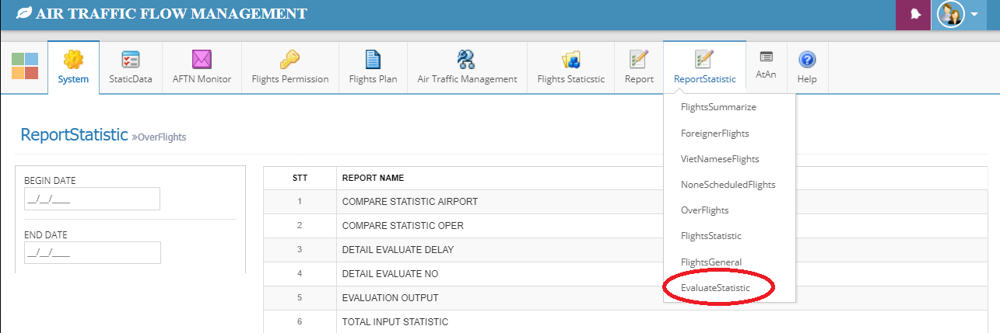 AIR TRAFFIC FLOW MANAGEMENT
System StaticData AFTN Monitor Flights Permission Flights Plan Air Traffic Management Flights Staticstic Report ReportStatistic AtAn Help
FlightsSummarize
ForeignerFlights
VietNameseFlights
NoneScheduledFlights
OverFlights
FlightsStatistic
FlightsGeneral
EvaluateStatistic
ReportStatistic »OverFlights
BEGIN DATE
__/__/____
END DATE
__/__/____
STT REPORT NAME
1 COMPARE STATISTIC AIRPORT
2 COMPARE STATISTIC OPER
3 DETAIL EVALUATE DELAY
4 DETAIL EVALUATE NO
5 EVALUATION OUTPUT
6 TOTAL INPUT STATISTIC